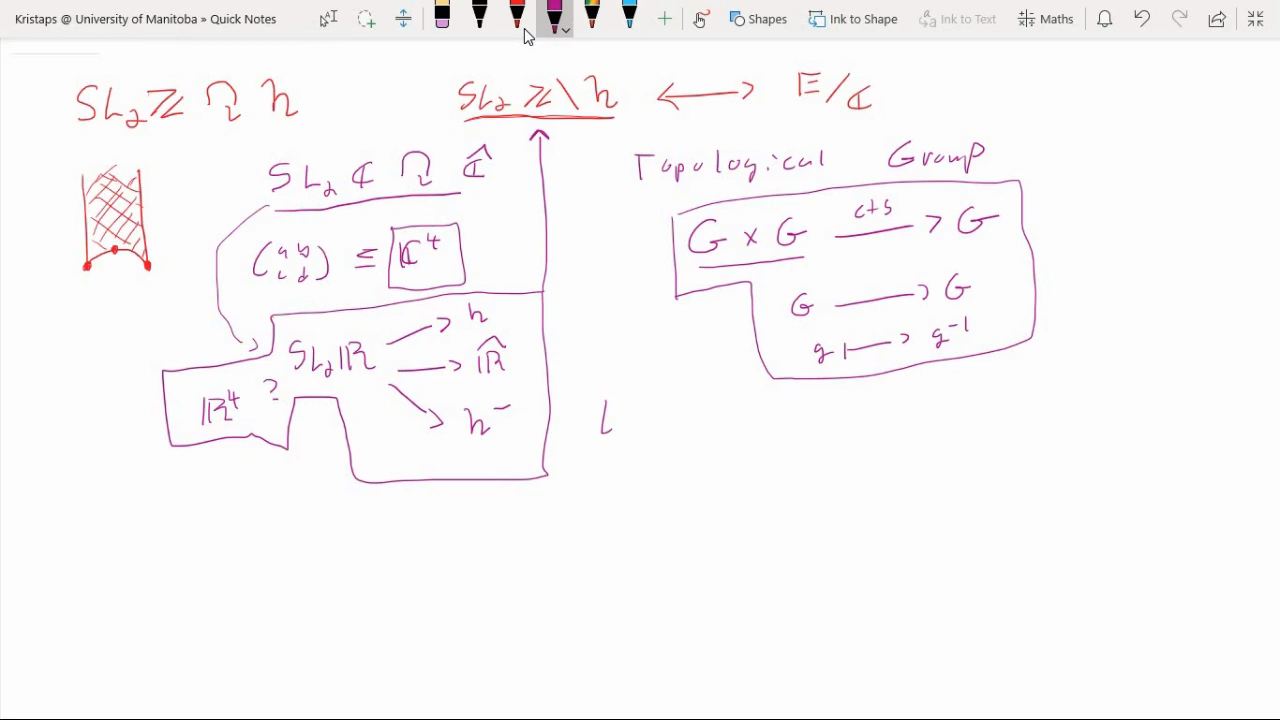 Kristaps @ University of Manitoba » Quick Notes
Shapes
Ink to Shape
Ink to Text
Maths
SL₂ℤ Ω h
SL₂ℤ\h ⟷ E/ℂ
SL₂ℂ Ω ℂ̂
Topological Group
(a b c d) ≤ ℂ⁴
G × G cts → G
G → G
g ↦ g⁻¹
SL₂ℝ → h
→ ℝ̂
→ h⁻
ℝ⁴ ?